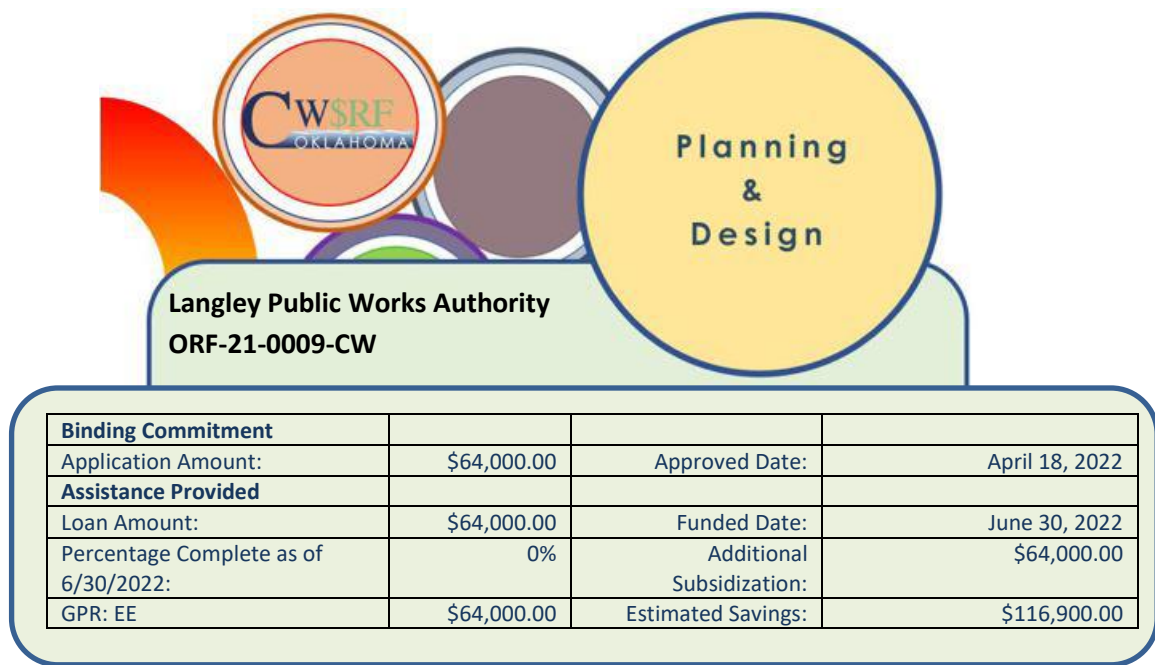 CW$RF
OKLAHOMA
Planning
&
Design
Langley Public Works Authority
ORF-21-0009-CW
Binding Commitment
Application Amount: $64,000.00 Approved Date: April 18, 2022
Assistance Provided
Loan Amount: $64,000.00 Funded Date: June 30, 2022
Percentage Complete as of 0% Additional $64,000.00
6/30/2022: Subsidization:
GPR: EE $64,000.00 Estimated Savings: $116,900.00